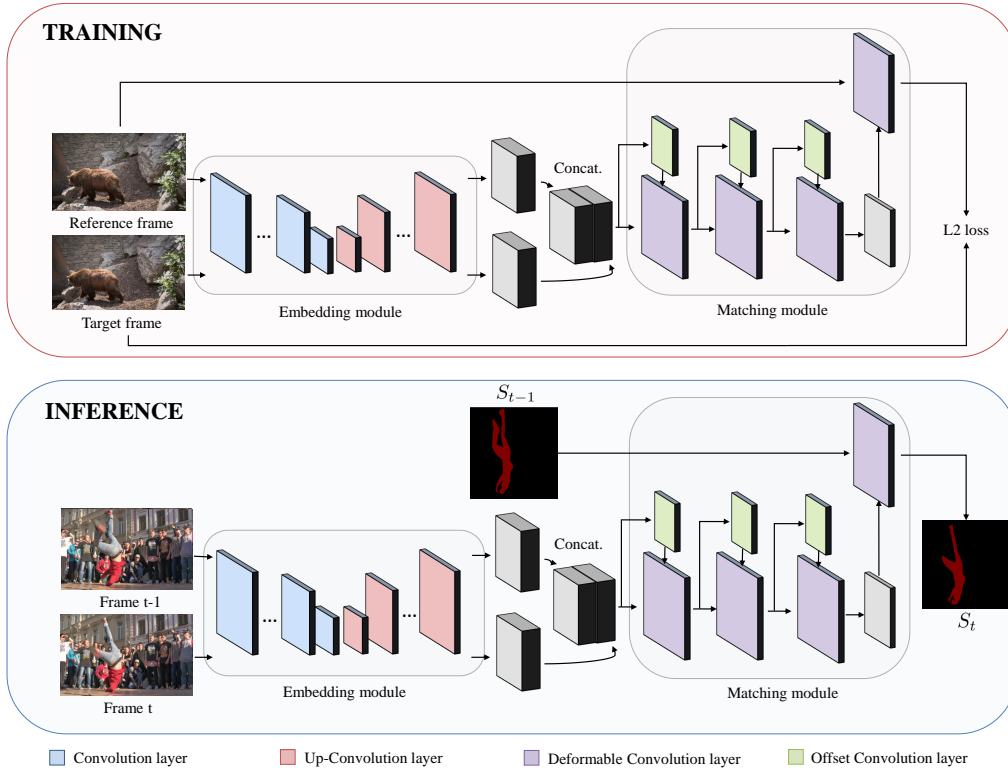 TRAINING
Reference frame
Target frame
...
...
Embedding module
Concat.
Matching module
L2 loss
INFERENCE
S_{t-1}
Frame t-1
Frame t
...
...
Embedding module
Concat.
Matching module
S_t
Convolution layer
Up-Convolution layer
Deformable Convolution layer
Offset Convolution layer